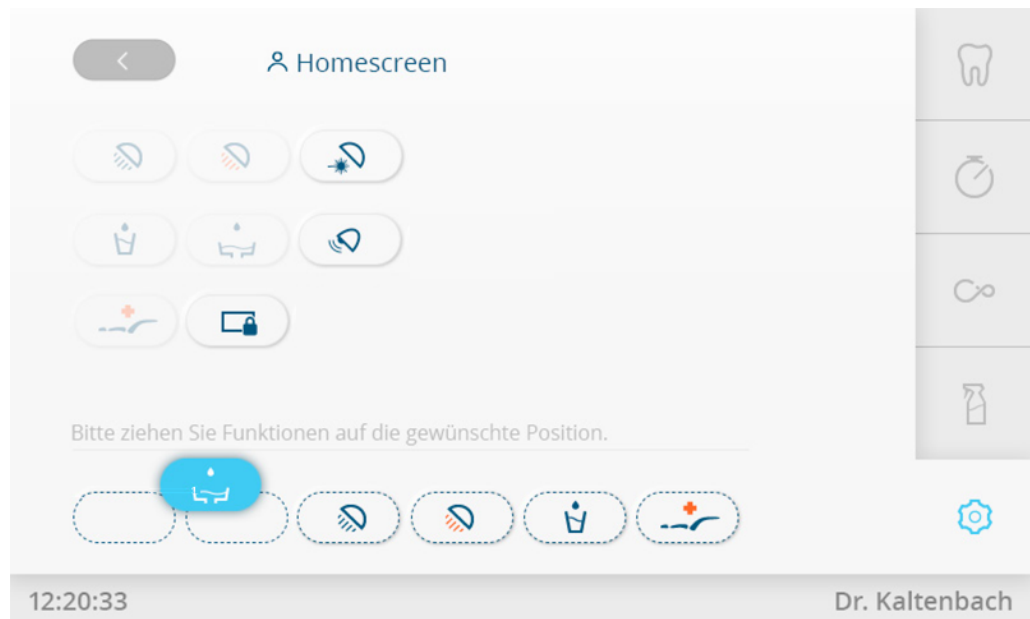 Homescreen
Bitte ziehen Sie Funktionen auf die gewünschte Position.
12:20:33
Dr. Kaltenbach